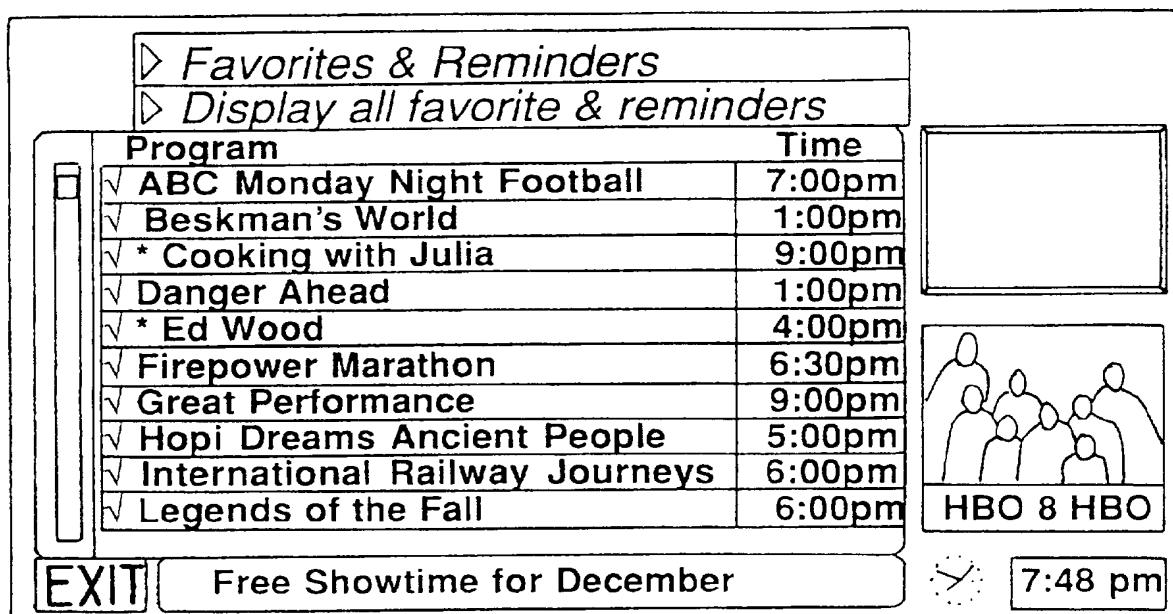 ▷ Favorites & Reminders
▷ Display all favorite & reminders
Program Time
√ ABC Monday Night Football 7:00pm
√ Beskman's World 1:00pm
√ * Cooking with Julia 9:00pm
√ Danger Ahead 1:00pm
√ * Ed Wood 4:00pm
√ Firepower Marathon 6:30pm
√ Great Performance 9:00pm
√ Hopi Dreams Ancient People 5:00pm
√ International Railway Journeys 6:00pm
√ Legends of the Fall 6:00pm
HBO 8 HBO
EXIT Free Showtime for December 7:48 pm